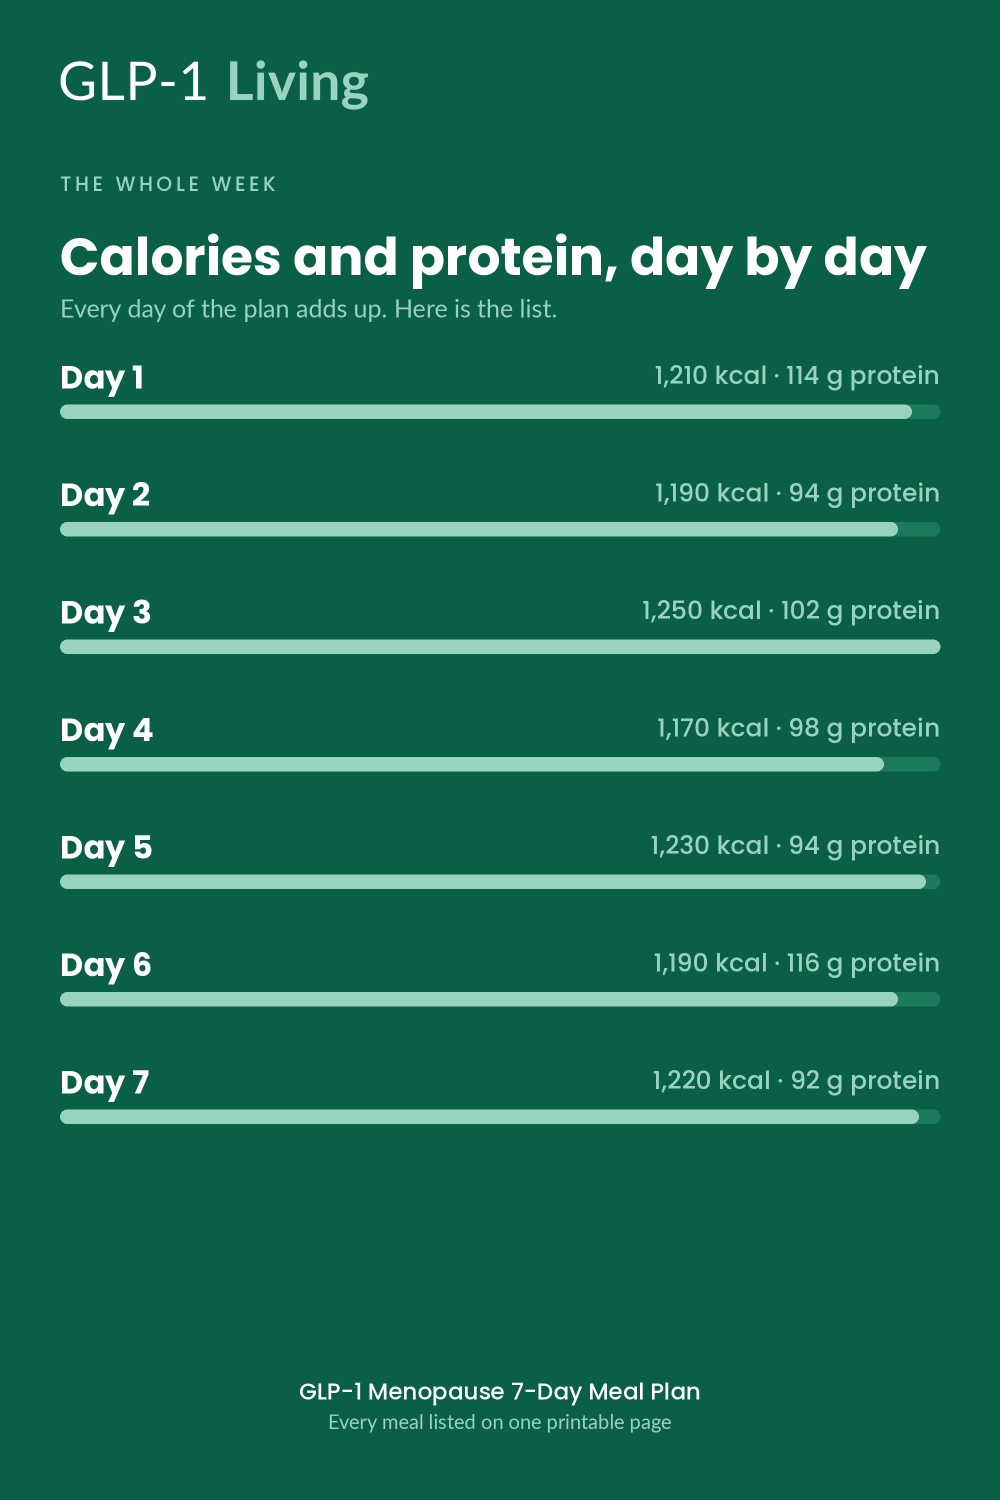 GLP-1 Living
THE WHOLE WEEK
Calories and protein, day by day
Every day of the plan adds up. Here is the list.
Day 1 1,210 kcal · 114 g protein
Day 2 1,190 kcal · 94 g protein
Day 3 1,250 kcal · 102 g protein
Day 4 1,170 kcal · 98 g protein
Day 5 1,230 kcal · 94 g protein
Day 6 1,190 kcal · 116 g protein
Day 7 1,220 kcal · 92 g protein
GLP-1 Menopause 7-Day Meal Plan
Every meal listed on one printable page